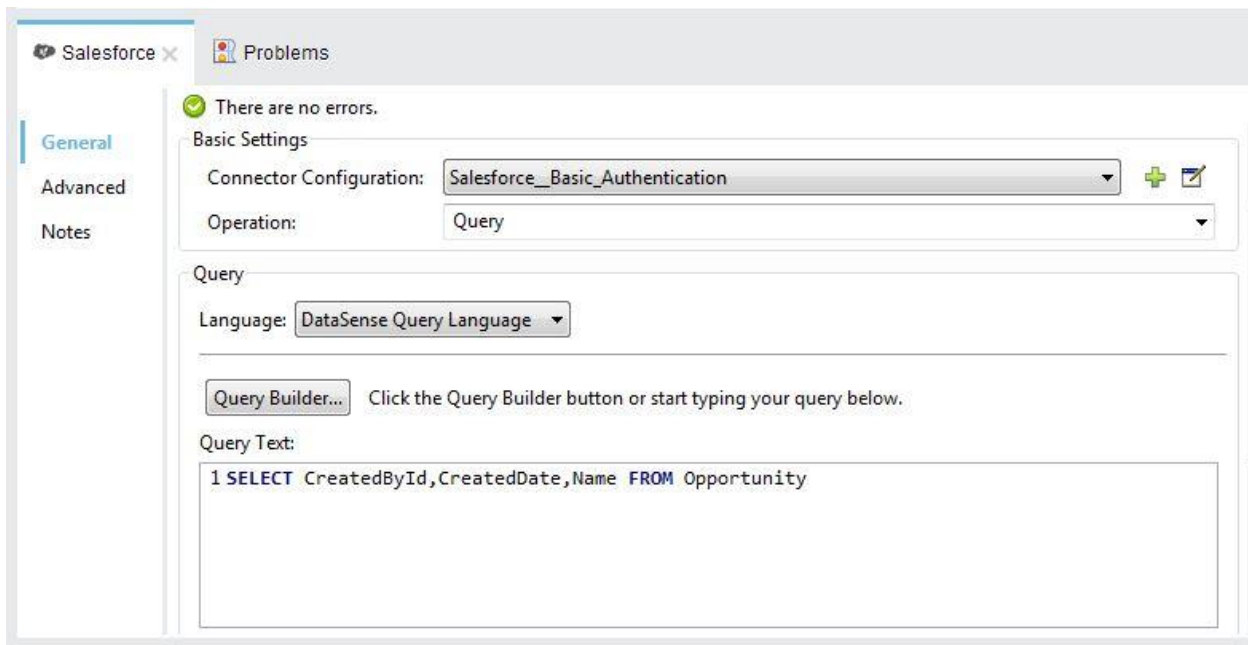 Salesforce Problems
There are no errors.
General
Basic Settings
Connector Configuration: Salesforce__Basic_Authentication
Advanced
Operation: Query
Notes
Query
Language: DataSense Query Language
Query Builder... Click the Query Builder button or start typing your query below.
Query Text:
1 SELECT CreatedById,CreatedDate,Name FROM Opportunity